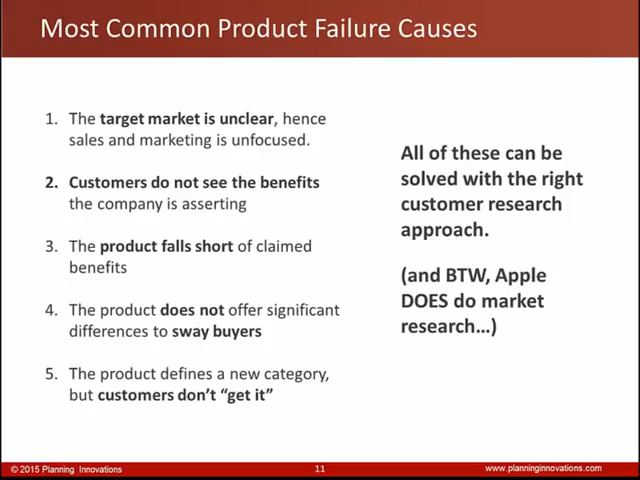 Most Common Product Failure Causes
1. The target market is unclear, hence
sales and marketing is unfocused.
2. Customers do not see the benefits
the company is asserting
3. The product falls short of claimed
benefits
4. The product does not offer significant
differences to sway buyers
5. The product defines a new category,
but customers don’t “get it”
All of these can be
solved with the right
customer research
approach.
(and BTW, Apple
DOES do market
research…)
© 2015 Planning Innovations
11
www.planninginnovations.com